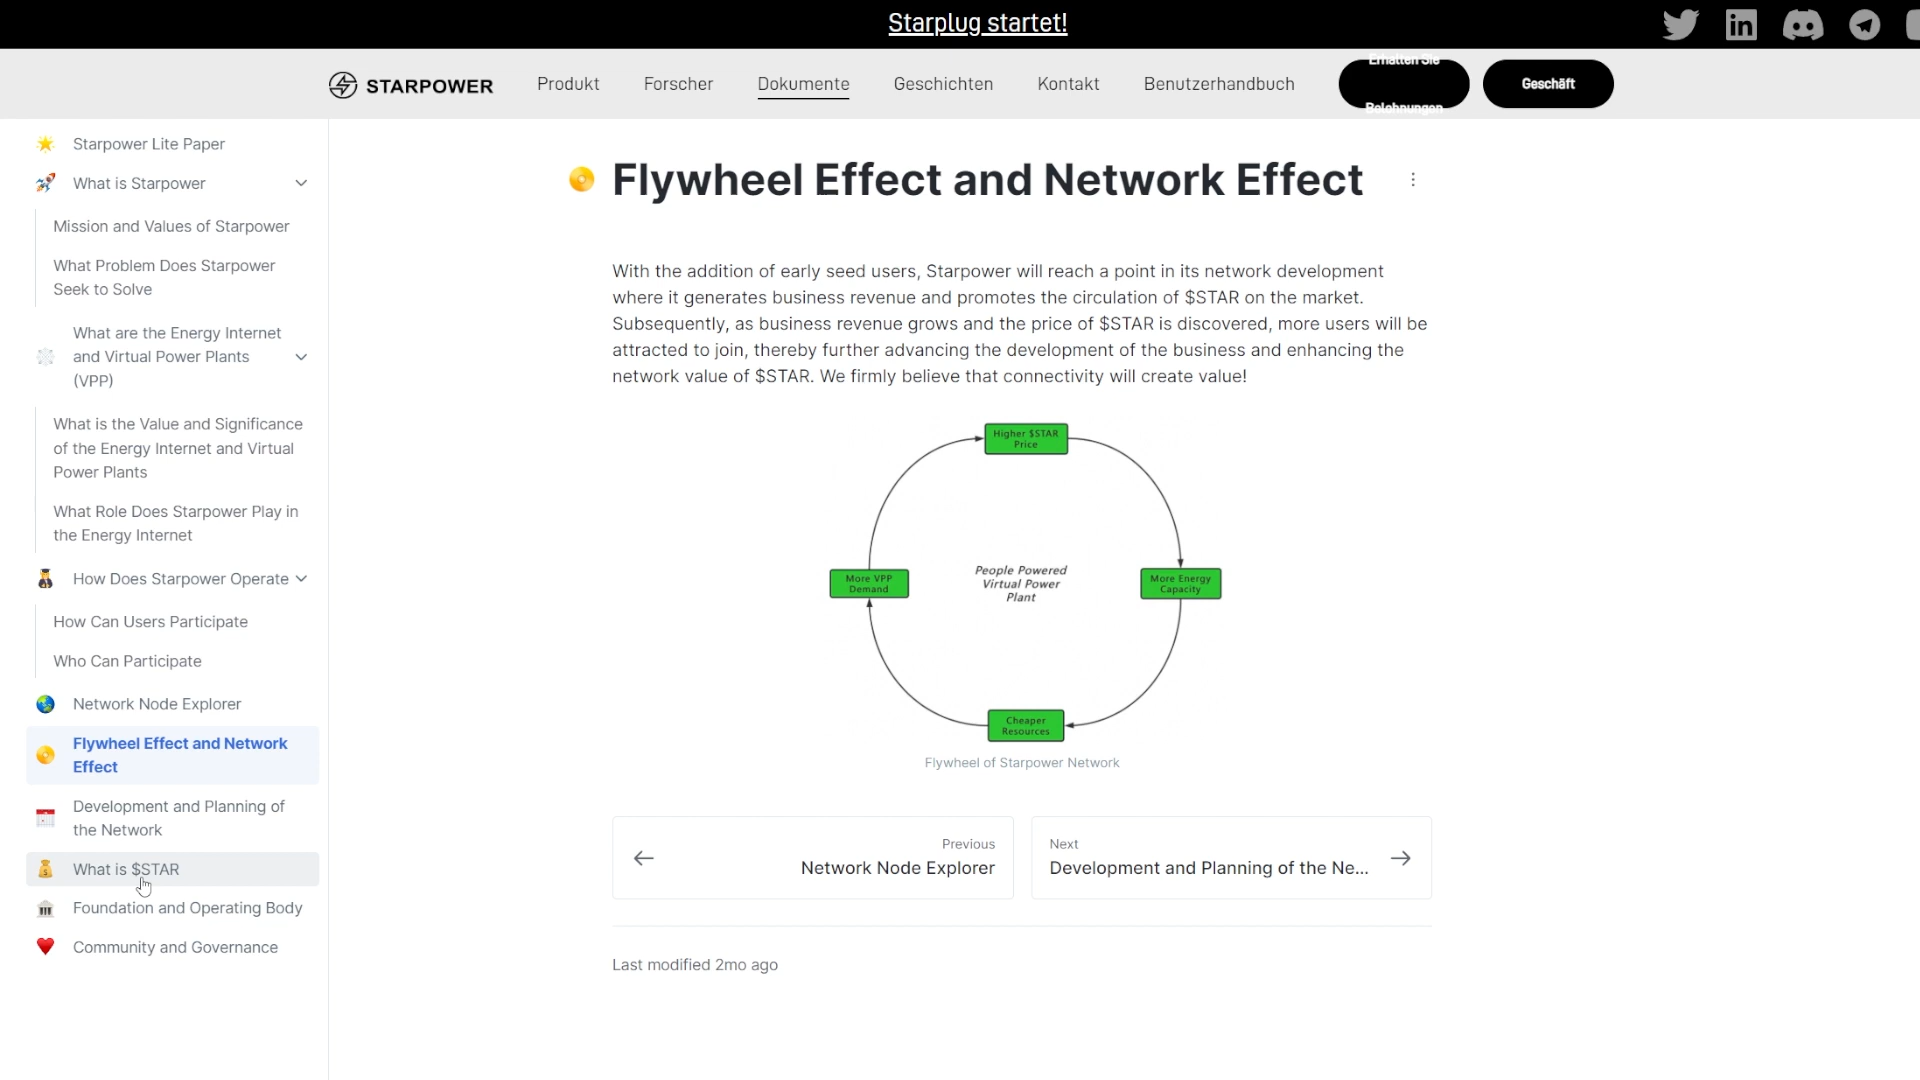 Starplug startet!
STARPOWER
Produkt
Forscher
Dokumente
Geschichten
Kontakt
Benutzerhandbuch
Erhalten Sie
Belohnungen
Geschäft
Starpower Lite Paper
What is Starpower
Mission and Values of Starpower
What Problem Does Starpower
Seek to Solve
What are the Energy Internet
and Virtual Power Plants
(VPP)
What is the Value and Significance
of the Energy Internet and Virtual
Power Plants
What Role Does Starpower Play in
the Energy Internet
How Does Starpower Operate
How Can Users Participate
Who Can Participate
Network Node Explorer
Flywheel Effect and Network
Effect
Development and Planning of
the Network
What is $STAR
Foundation and Operating Body
Community and Governance
Flywheel Effect and Network Effect
With the addition of early seed users, Starpower will reach a point in its network development
where it generates business revenue and promotes the circulation of $STAR on the market.
Subsequently, as business revenue grows and the price of $STAR is discovered, more users will be
attracted to join, thereby further advancing the development of the business and enhancing the
network value of $STAR. We firmly believe that connectivity will create value!
Higher $STAR
Price
More VPP
Demand
People Powered
Virtual Power
Plant
More Energy
Capacity
Cheaper
Resources
Flywheel of Starpower Network
Previous
Network Node Explorer
Next
Development and Planning of the Ne...
Last modified 2mo ago